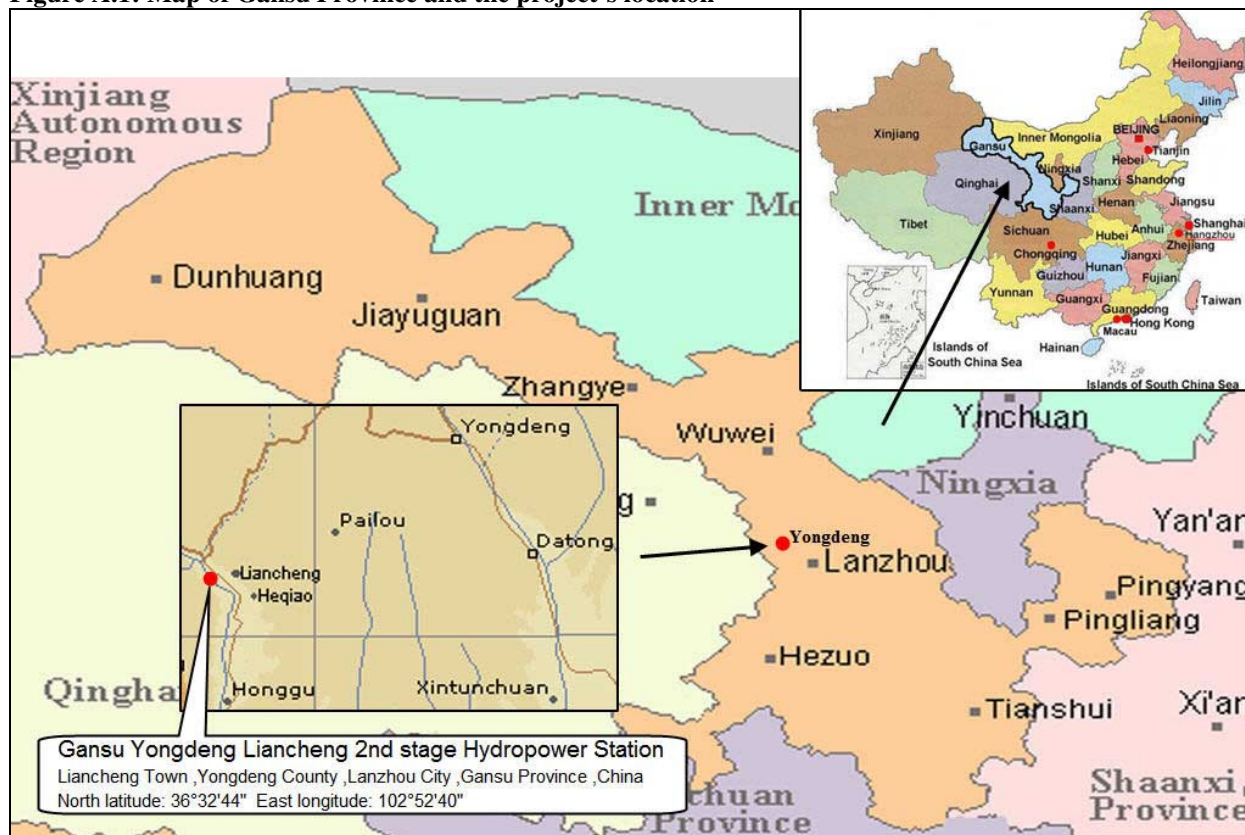 Figure A.1: Map of Gansu Province and the project's location
Xinjiang
Autonomous
Region
Inner Mo
Dunhuang
Jiayuguan
Zhangye
Wuwei
Yinchuan
Ningxia
Yan'an
g
Yongdeng
Lanzhou
Pingyang
Pingliang
Hezuo
Tianshui
Xi'an
Qingha
chuan
Province
Shaanxi
Province
Heilongjiang
Jilin
Liaoning
Xinjiang
Inner Mongolia
BEIJING
Gansu
Tianjin
Hebei
Ningxia
Shandong
Qinghai
Shanxi
Jiangsu
Shaanxi
Henan
Shanghai
Tibet
Anhui
Hangzhou
Sichuan
Hubei
Zhejiang
Chongqing
Hunan
Jiangxi
Guizhou
Fujian
Yunnan
Guangxi
Guangdong
Taiwan
Hong Kong
Macau
Hainan
Islands of
South China Sea
Islands of South China Sea
Yongdeng
Pailou
Datong
Liancheng
Heqiao
Honggu
Xintunchuan
Gansu Yongdeng Liancheng 2nd stage Hydropower Station
Liancheng Town ,Yongdeng County ,Lanzhou City ,Gansu Province ,China
North latitude: 36°32'44" East longitude: 102°52'40"